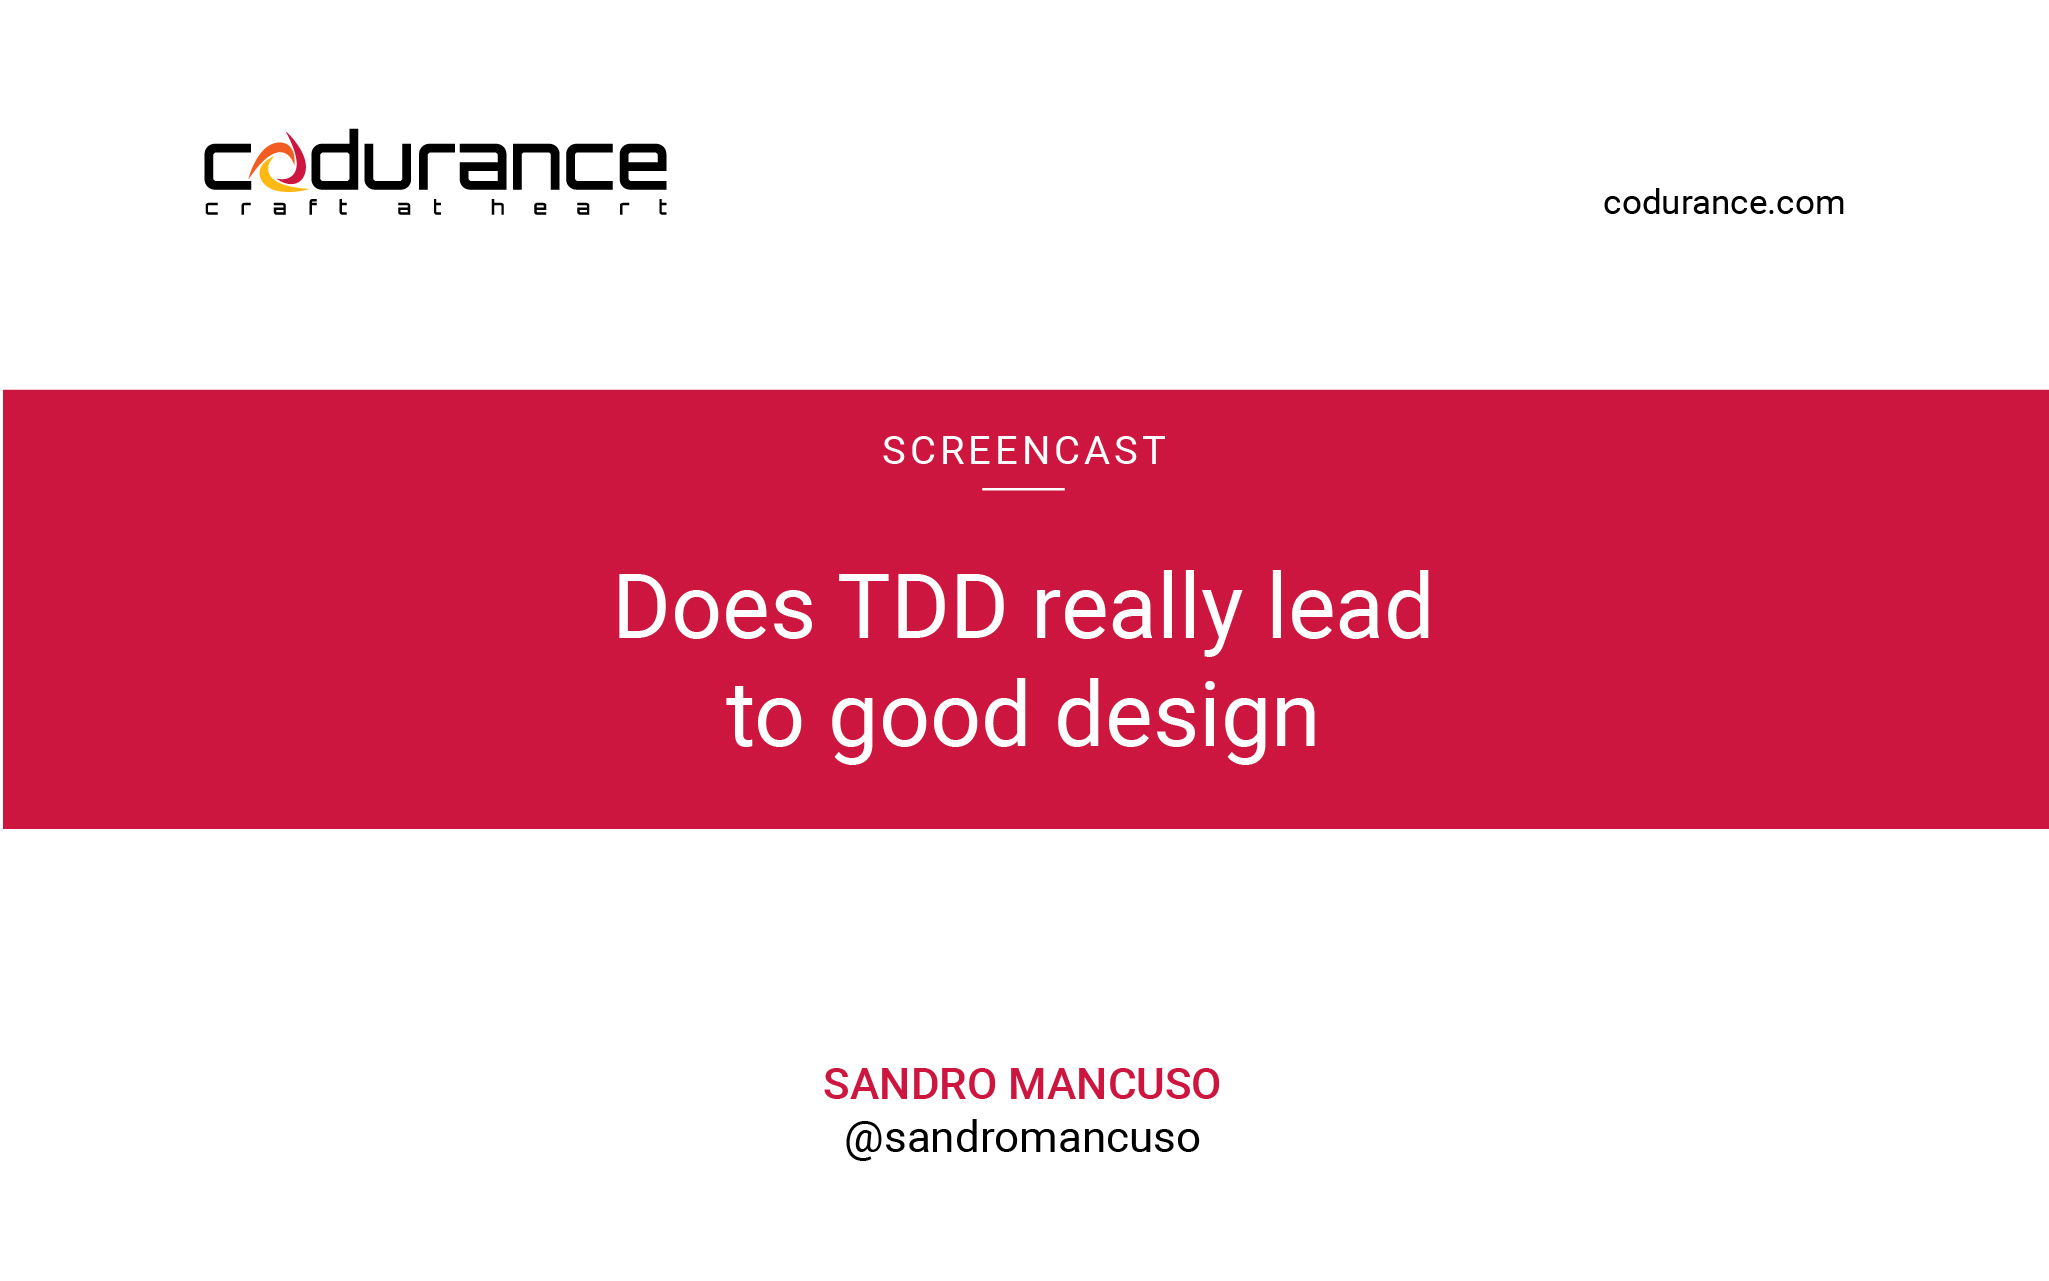 codurance
craft at heart
codurance.com
SCREENCAST
Does TDD really lead
to good design
SANDRO MANCUSO
@sandromancuso